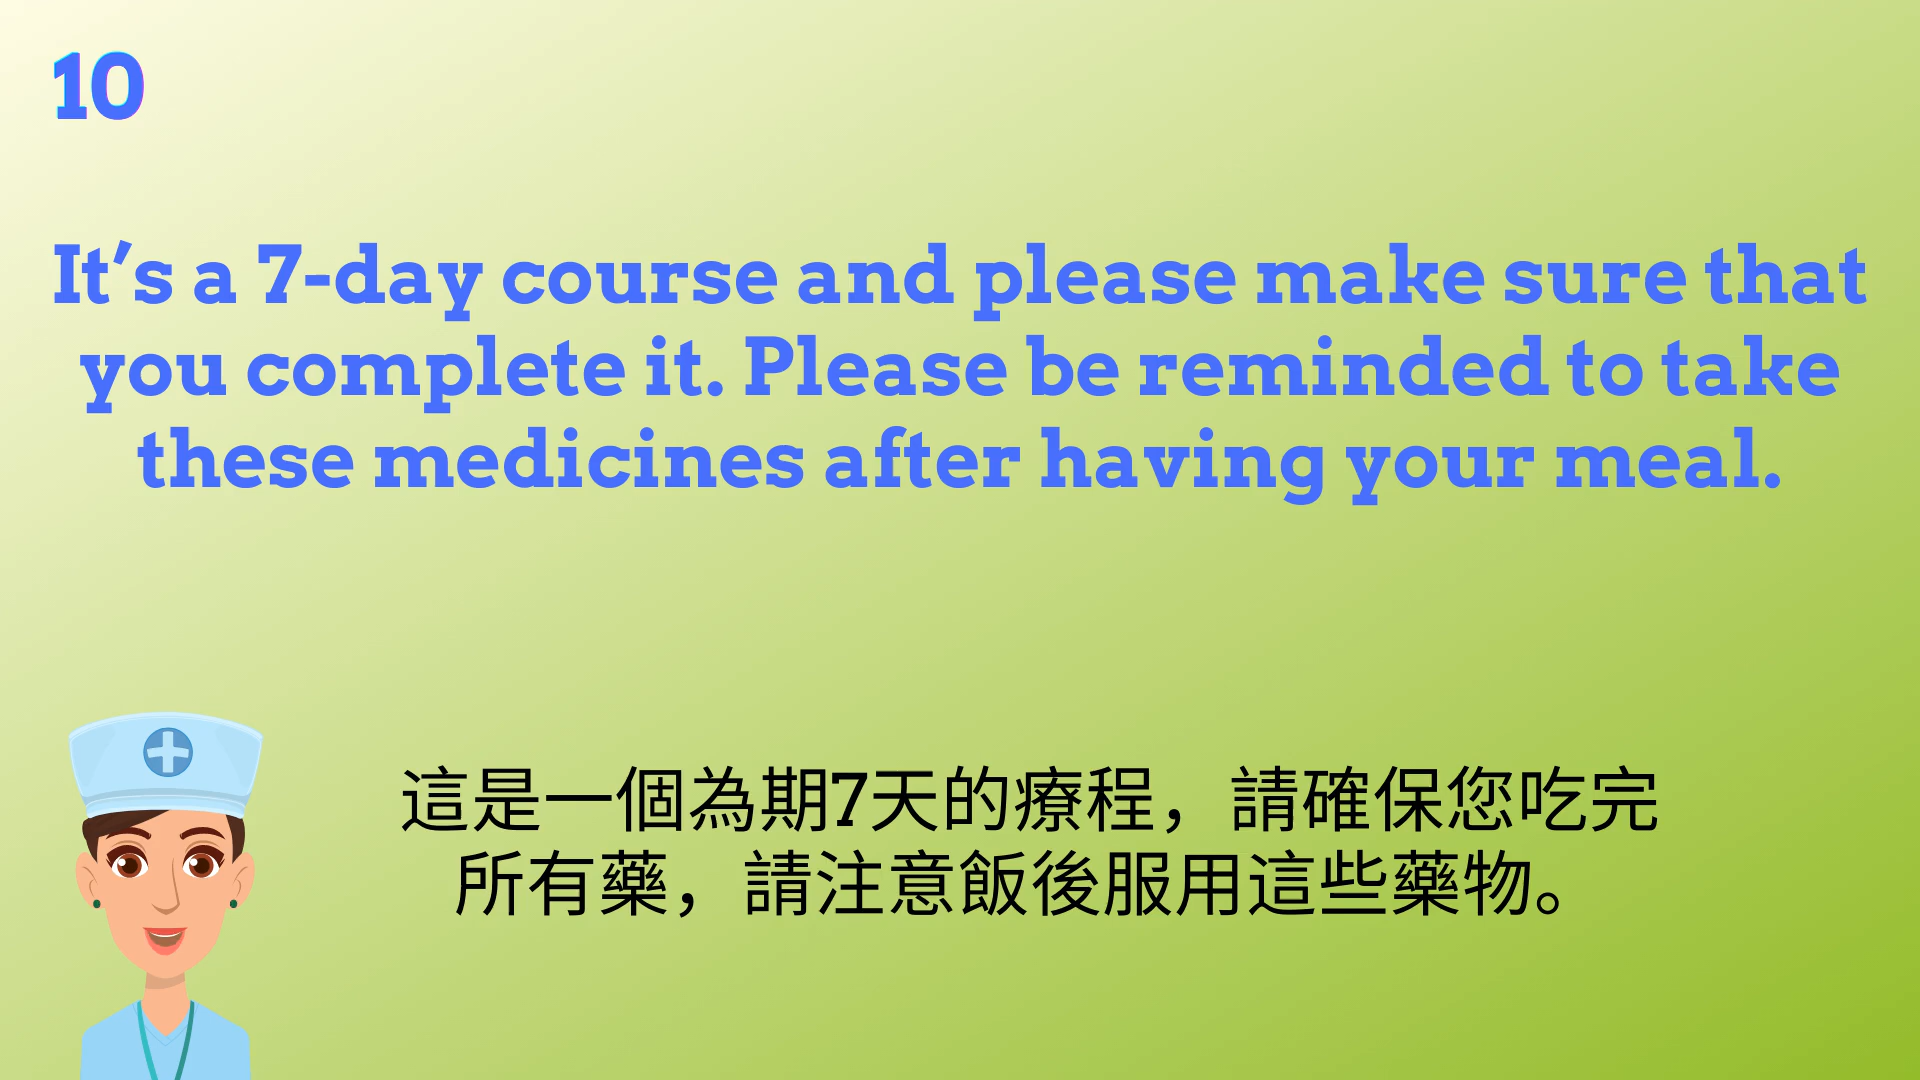 10
It’s a 7-day course and please make sure that
you complete it. Please be reminded to take
these medicines after having your meal.
這是一個為期7天的療程，請確保您吃完
所有藥，請注意飯後服用這些藥物。